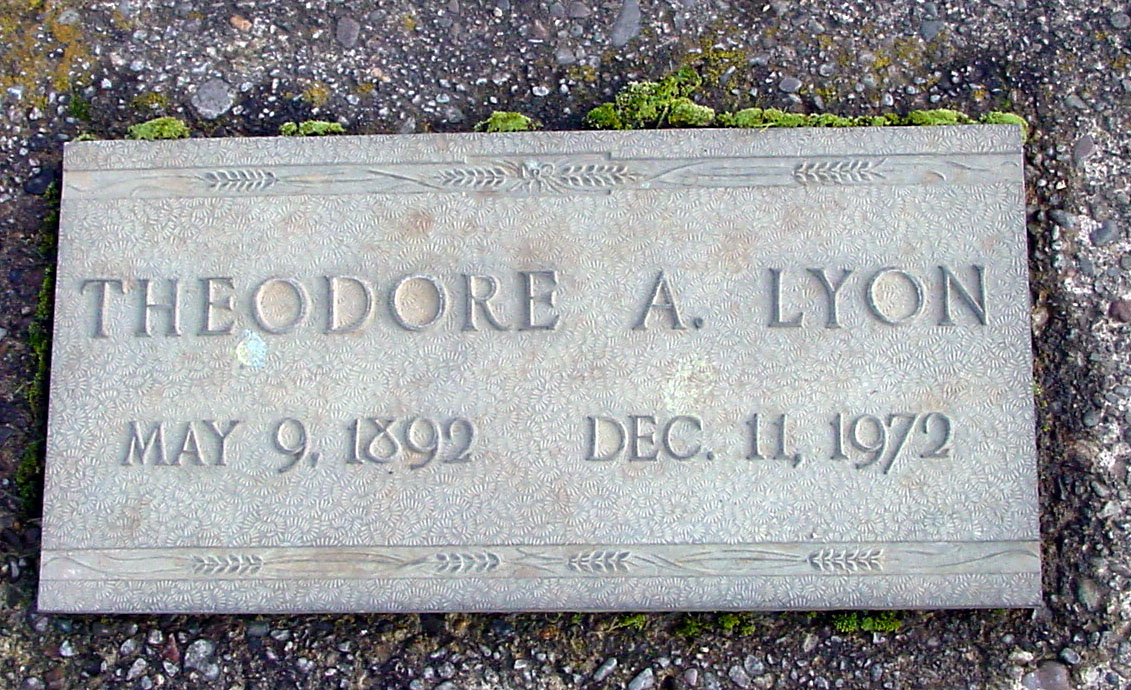 THEODORE A. LYON
MAY 9, 1892 DEC. 11, 1972